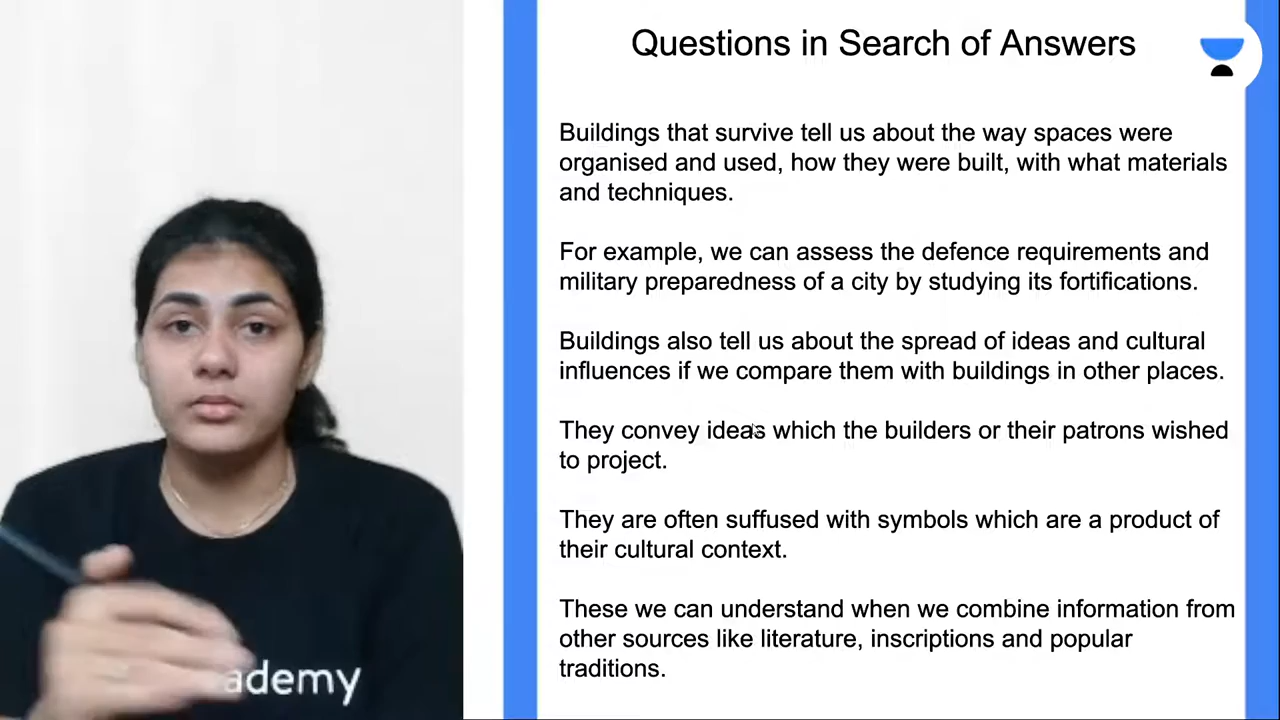 Questions in Search of Answers
Buildings that survive tell us about the way spaces were
organised and used, how they were built, with what materials
and techniques.
For example, we can assess the defence requirements and
military preparedness of a city by studying its fortifications.
Buildings also tell us about the spread of ideas and cultural
influences if we compare them with buildings in other places.
They convey ideas which the builders or their patrons wished
to project.
They are often suffused with symbols which are a product of
their cultural context.
These we can understand when we combine information from
other sources like literature, inscriptions and popular
traditions.
ademy